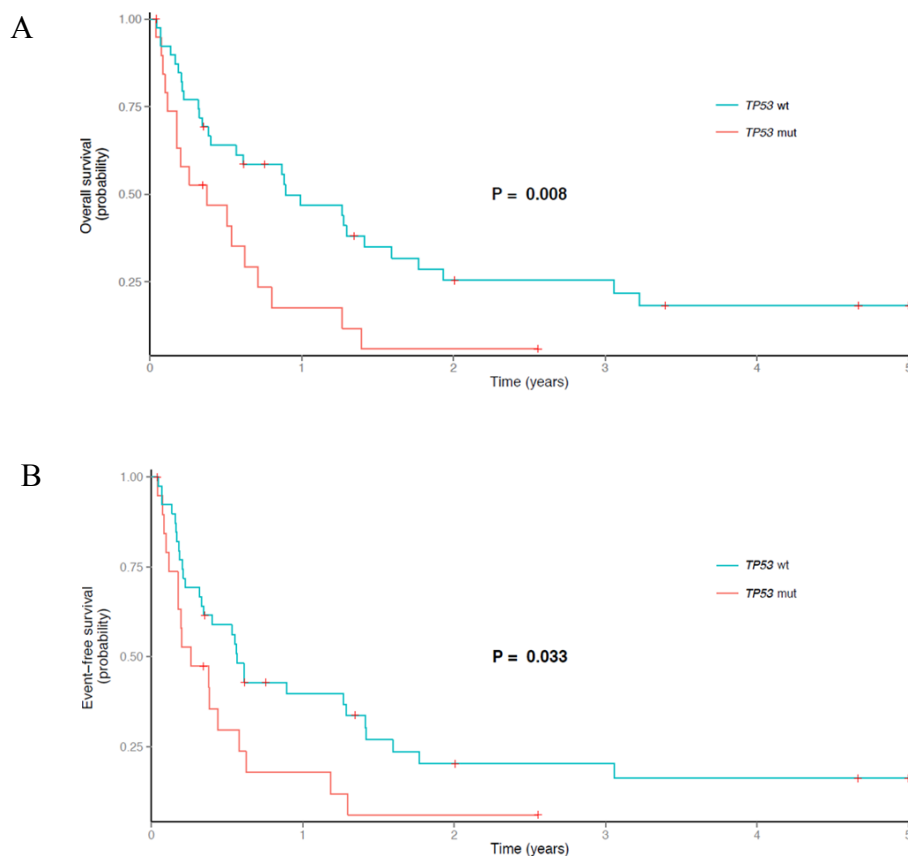 A
1.00
0.75
0.50
0.25
Overall survival
(probability)
TP53 wt
TP53 mut
P = 0.008
0 1 2 3 4 5
Time (years)
B
1.00
0.75
0.50
0.25
Event–free survival
(probability)
TP53 wt
TP53 mut
P = 0.033
0 1 2 3 4 5
Time (years)